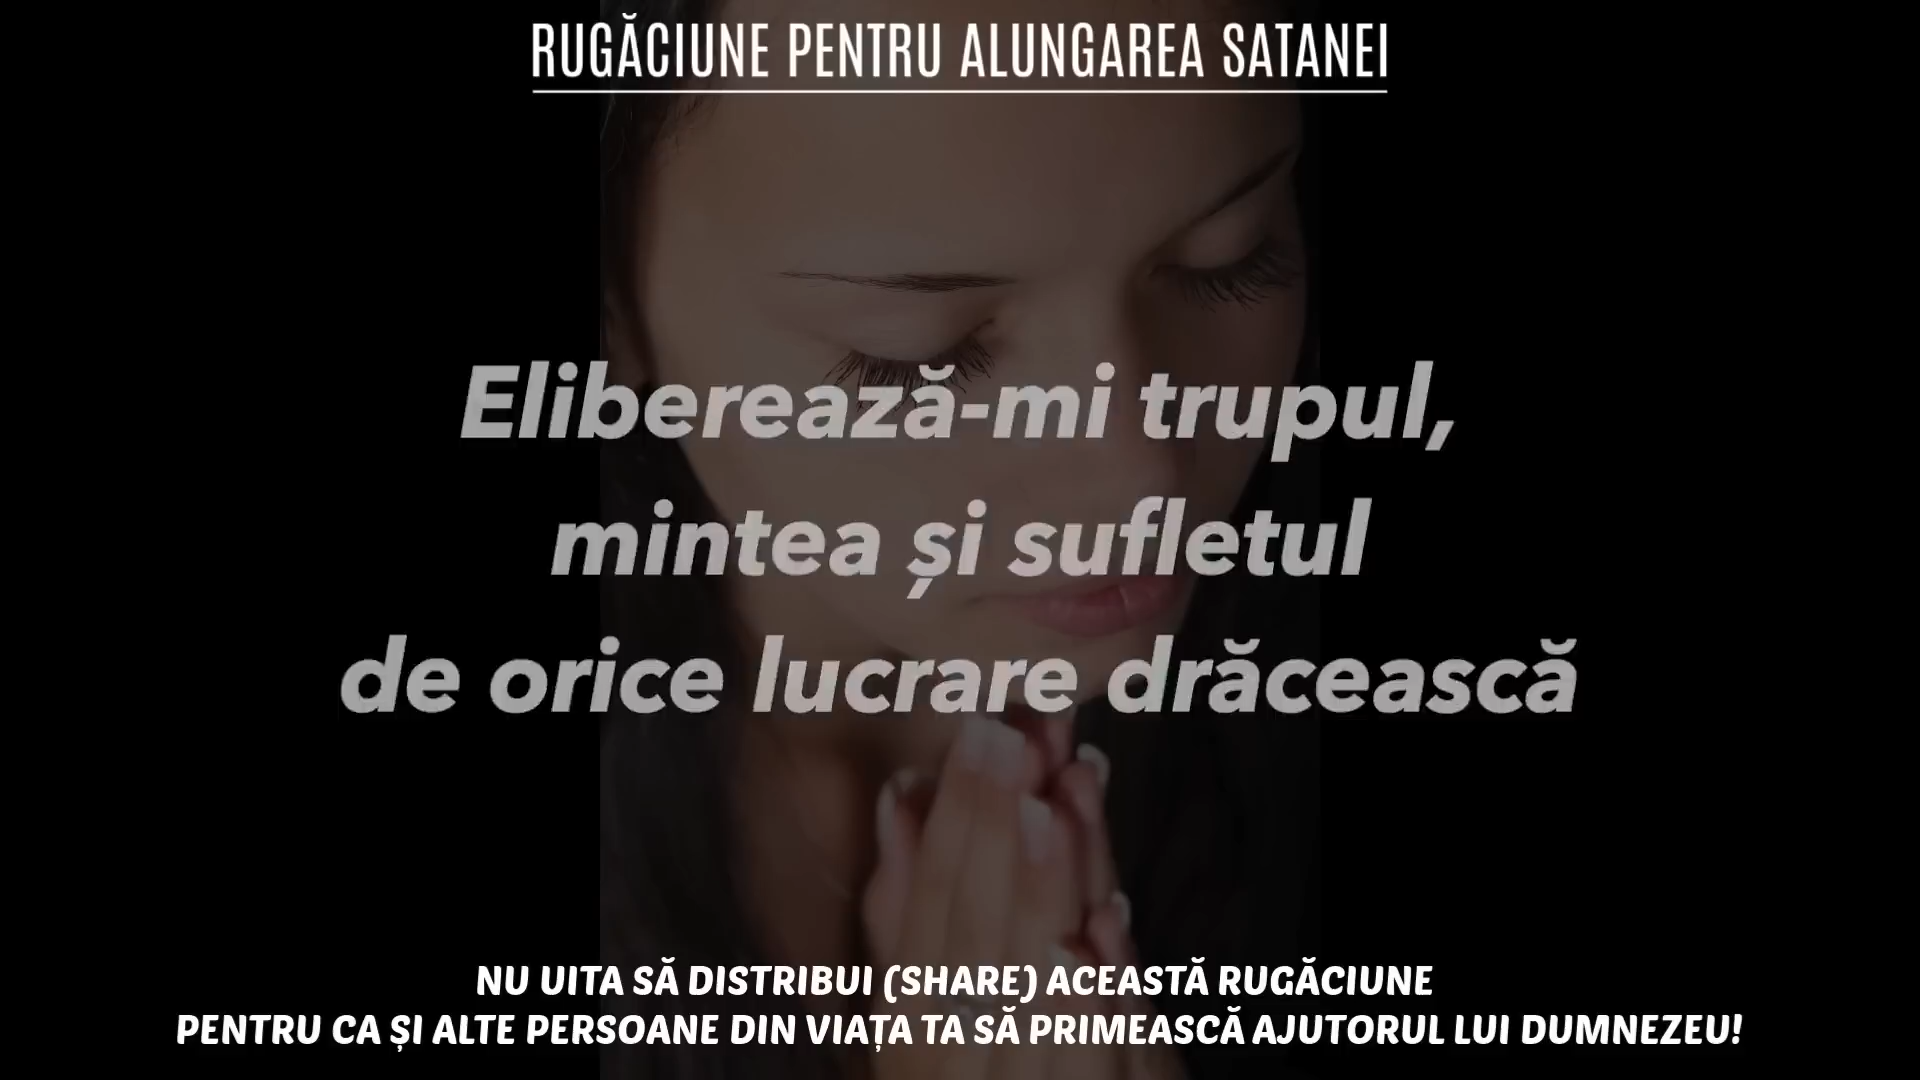 RUGĂCIUNE PENTRU ALUNGAREA SATANEI
Eliberează-mi trupul,
mintea și sufletul
de orice lucrare drăcească
NU UITA SĂ DISTRIBUI (SHARE) ACEASTĂ RUGĂCIUNE
PENTRU CA ȘI ALTE PERSOANE DIN VIAȚA TA SĂ PRIMEASCĂ AJUTORUL LUI DUMNEZEU!